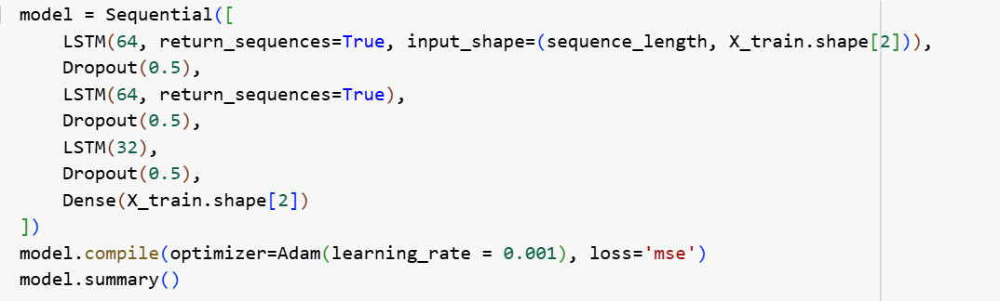 model = Sequential([
    LSTM(64, return_sequences=True, input_shape=(sequence_length, X_train.shape[2])),
    Dropout(0.5),
    LSTM(64, return_sequences=True),
    Dropout(0.5),
    LSTM(32),
    Dropout(0.5),
    Dense(X_train.shape[2])
])
model.compile(optimizer=Adam(learning_rate = 0.001), loss='mse')
model.summary()